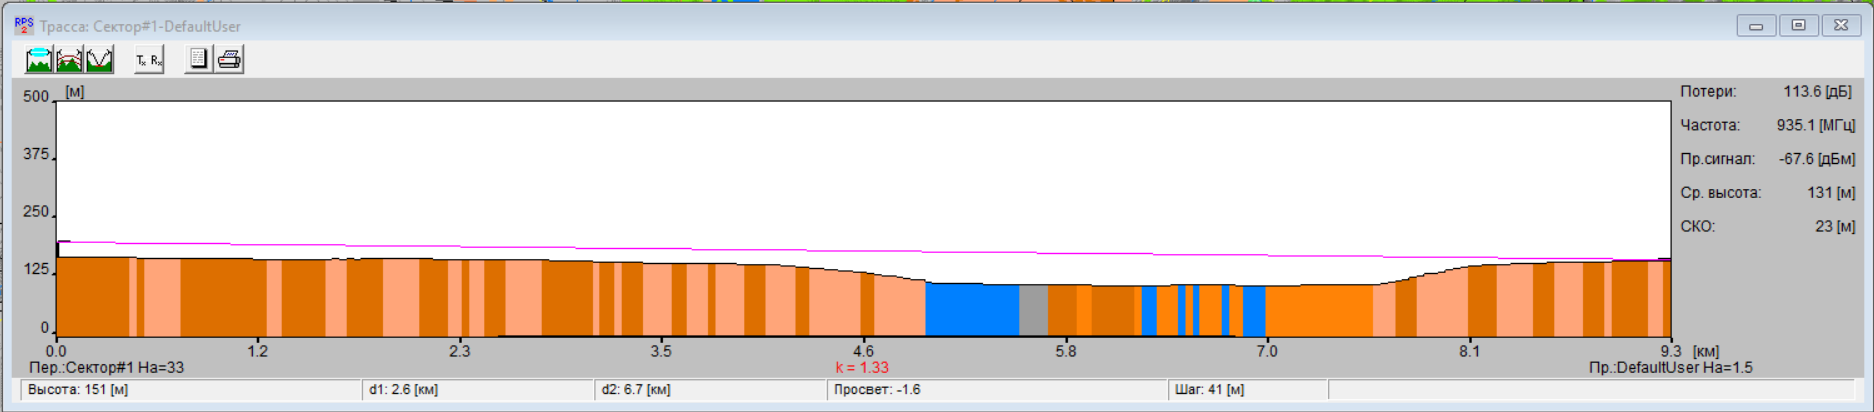 RPS 2 Трасса: Сектор#1-DefaultUser
Tx Rx
[м]
500
375
250
125
0
0.0 1.2 2.3 3.5 4.6 5.8 7.0 8.1 9.3 [км]
Пер.:Сектор#1 Ha=33 k = 1.33 Пр.:DefaultUser Ha=1.5
Потери: 113.6 [дБ]
Частота: 935.1 [МГц]
Пр.сигнал: -67.6 [дБм]
Ср. высота: 131 [м]
СКО: 23 [м]
Высота: 151 [м] d1: 2.6 [км] d2: 6.7 [км] Просвет: -1.6 Шаг: 41 [м]